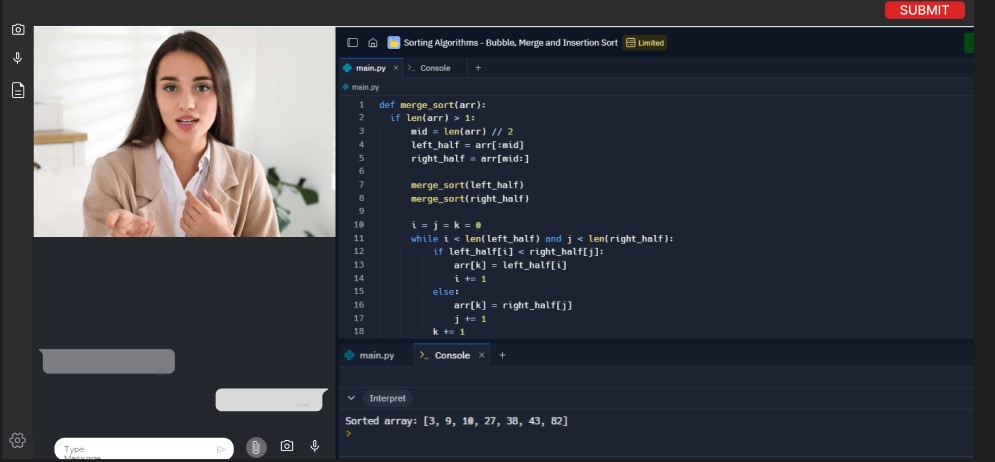 SUBMIT
Sorting Algorithms - Bubble, Merge and Insertion Sort Limited
main.py × >_ Console +
main.py
1 def merge_sort(arr):
2 if len(arr) > 1:
3 mid = len(arr) // 2
4 left_half = arr[:mid]
5 right_half = arr[mid:]
6
7 merge_sort(left_half)
8 merge_sort(right_half)
9
10 i = j = k = 0
11 while i < len(left_half) and j < len(right_half):
12 if left_half[i] < right_half[j]:
13 arr[k] = left_half[i]
14 i += 1
15 else:
16 arr[k] = right_half[j]
17 j += 1
18 k += 1
main.py >_ Console × +
Interpret
Sorted array: [3, 9, 10, 27, 38, 43, 82]
>
Type
Message